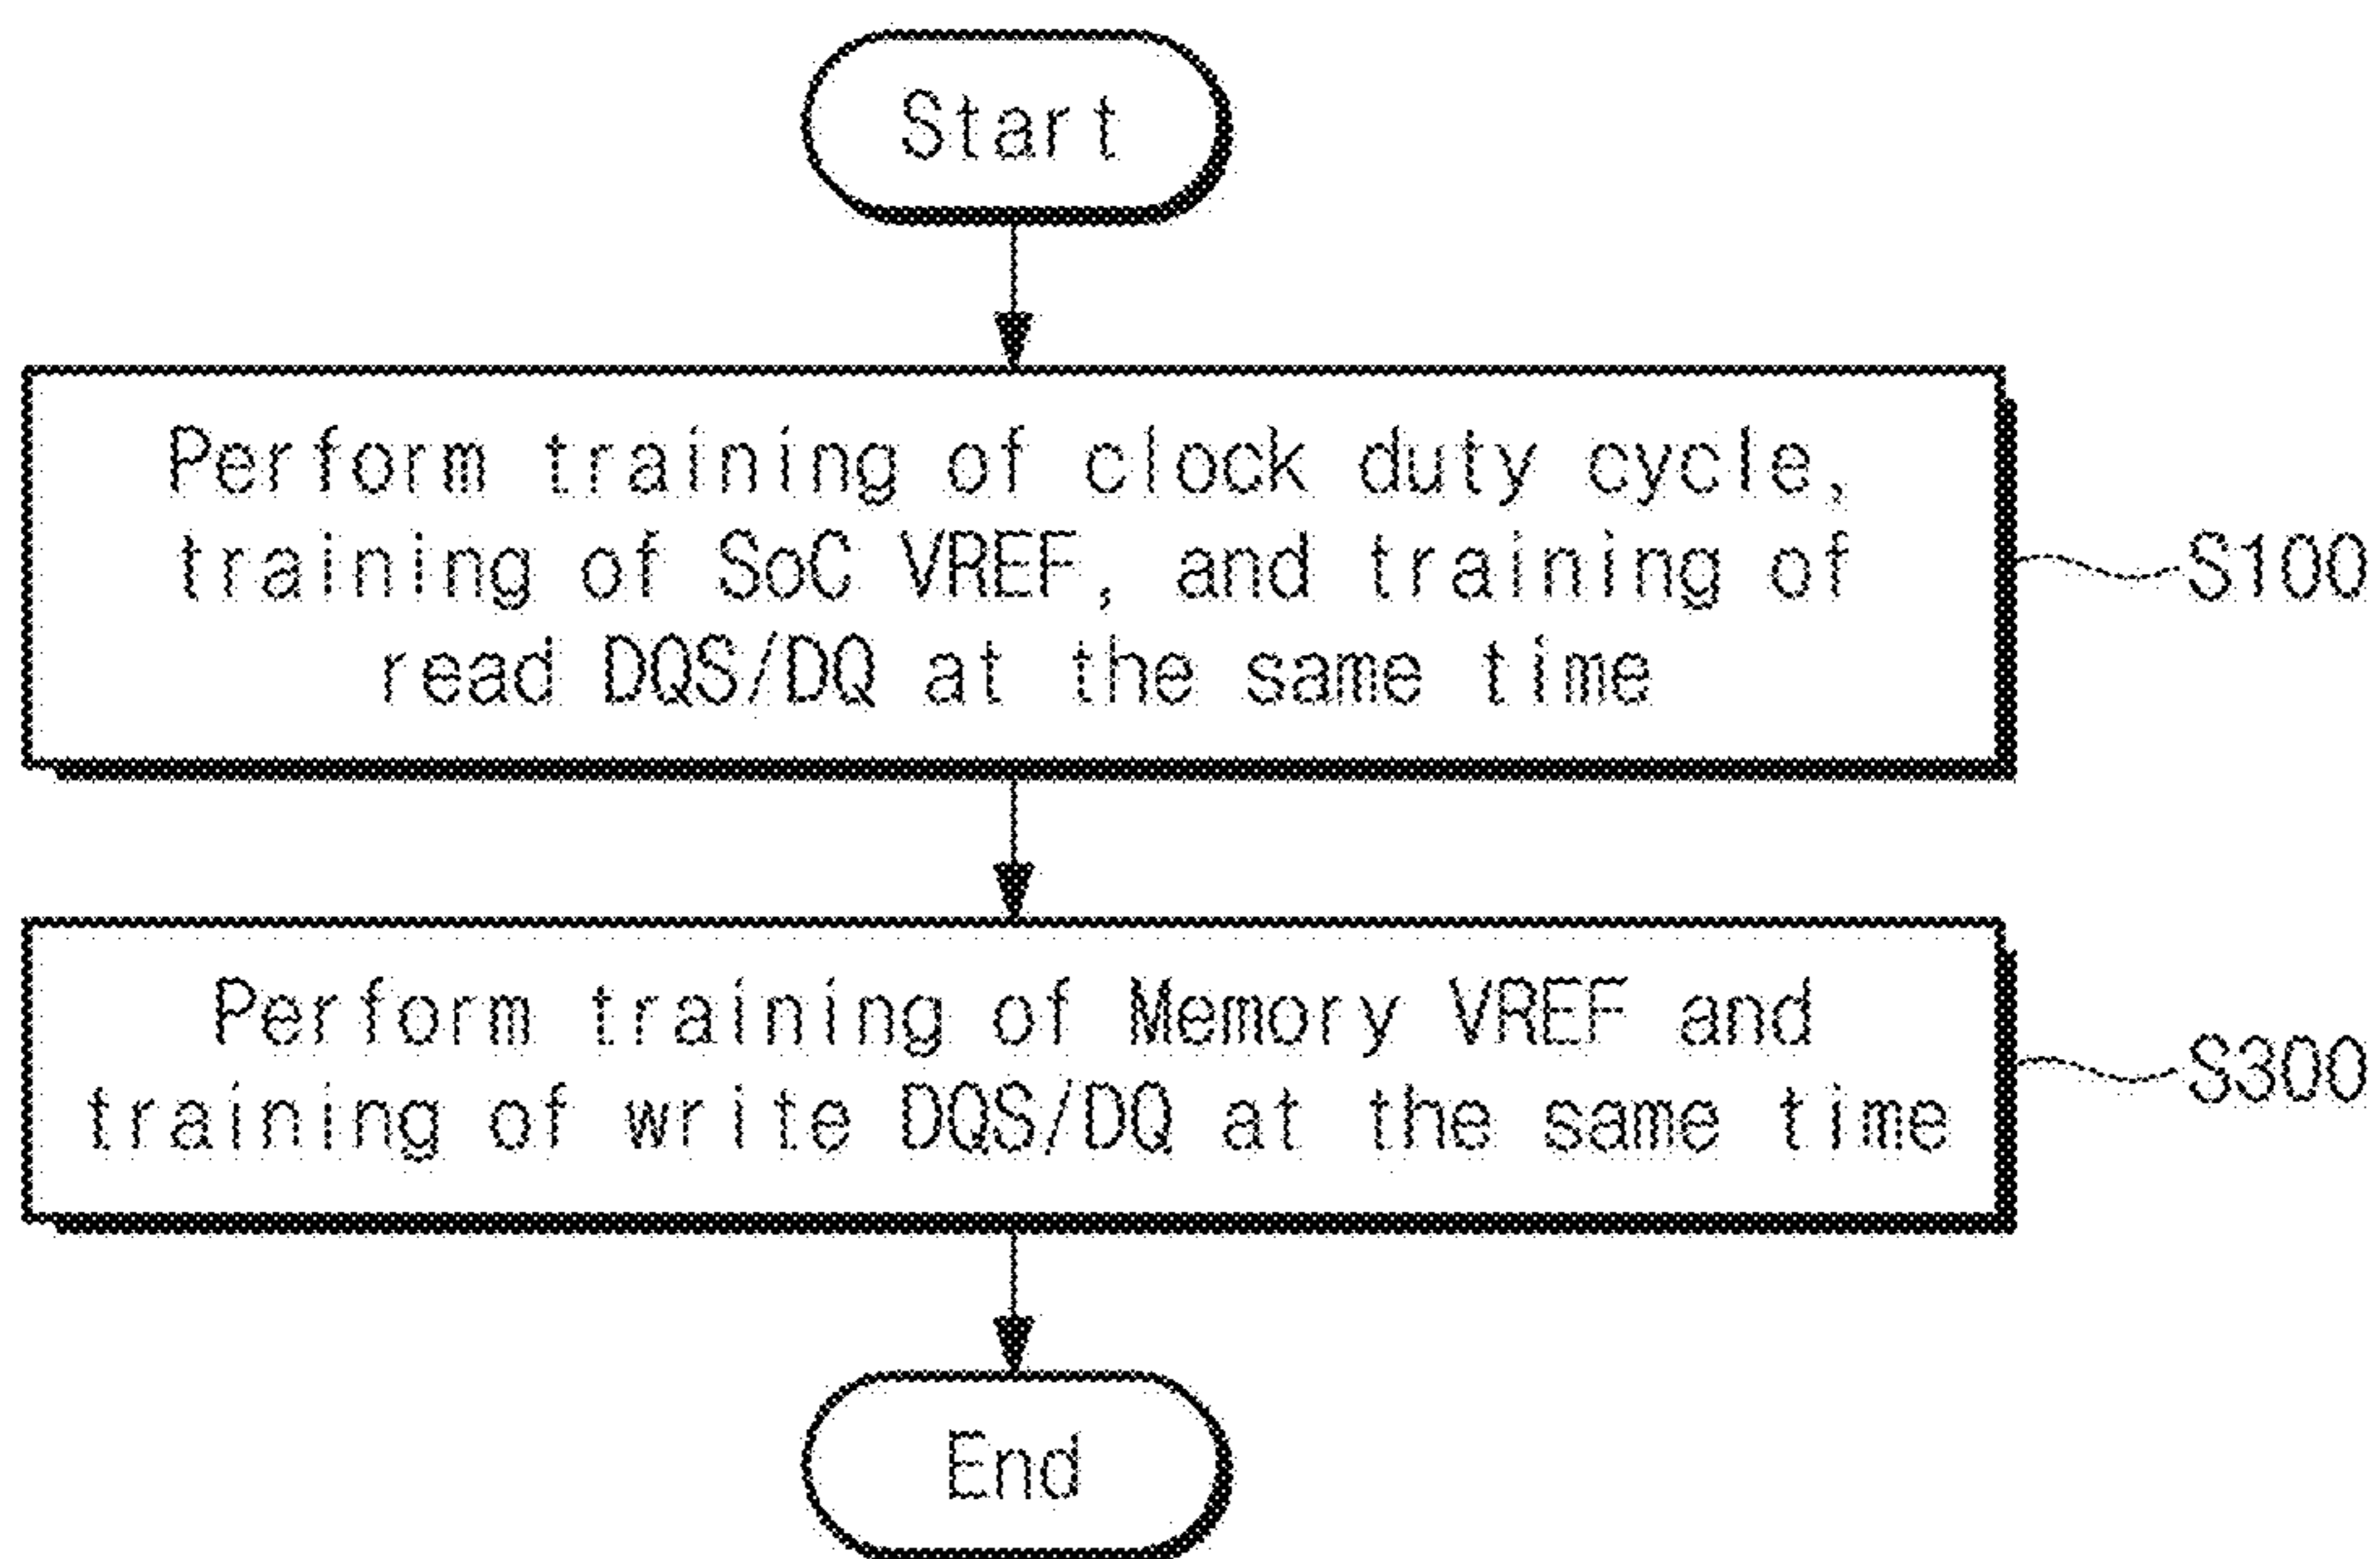 Start
Perform training of clock duty cycle,
training of SoC VREF, and training of
read DQS/DQ at the same time
S100
Perform training of Memory VREF and
training of write DQS/DQ at the same time
S300
End